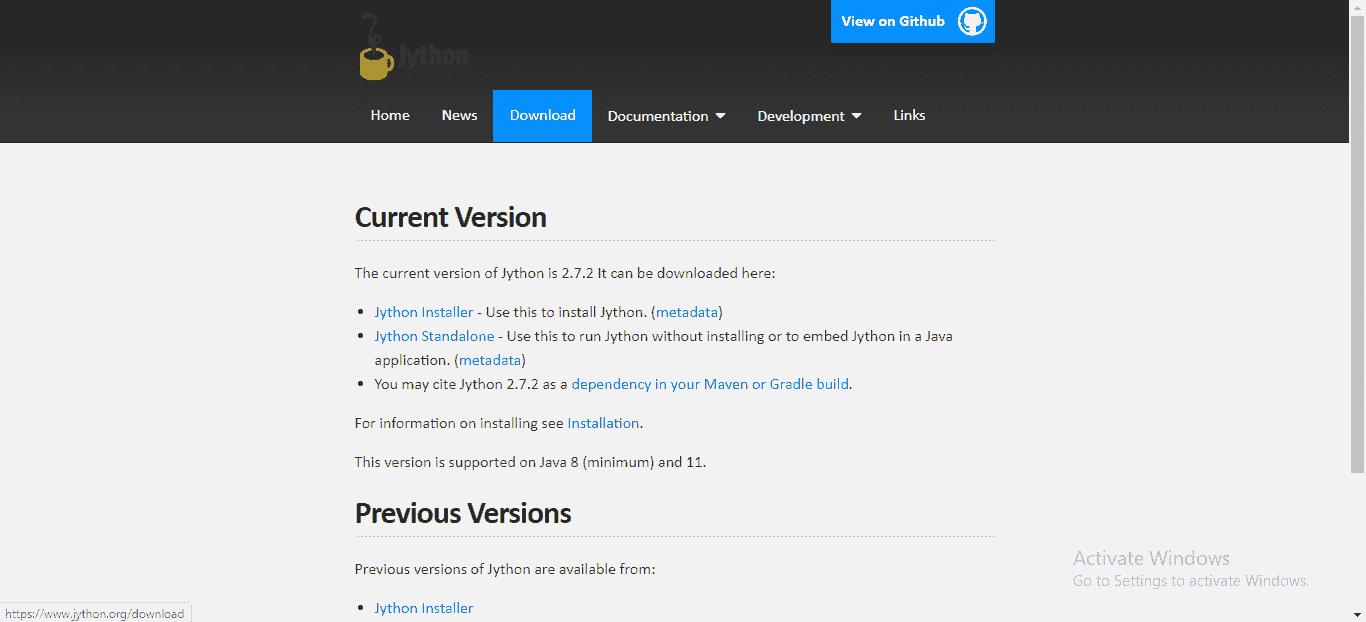 View on Github
jython
Home News Download Documentation Development Links
Current Version
The current version of Jython is 2.7.2 It can be downloaded here:
Jython Installer - Use this to install Jython. (metadata)
Jython Standalone - Use this to run Jython without installing or to embed Jython in a Java
application. (metadata)
You may cite Jython 2.7.2 as a dependency in your Maven or Gradle build.
For information on installing see Installation.
This version is supported on Java 8 (minimum) and 11.
Previous Versions
Previous versions of Jython are available from:
Jython Installer
Activate Windows
Go to Settings to activate Windows.
https://www.jython.org/download